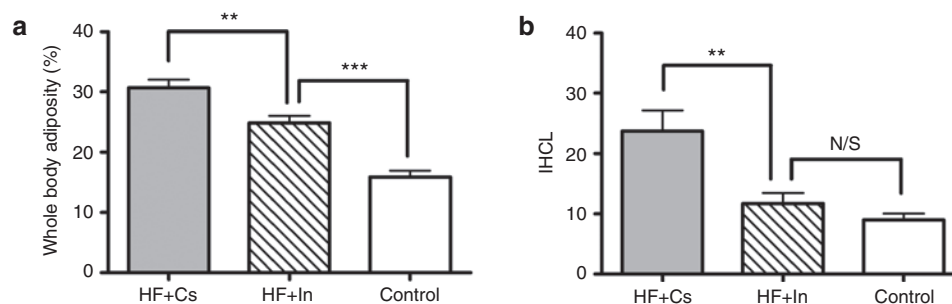 a
Whole body adiposity (%)
40
30
20
10
0
**
***
HF+Cs
HF+In
Control
b
IHCL
40
30
20
10
0
**
N/S
HF+Cs
HF+In
Control